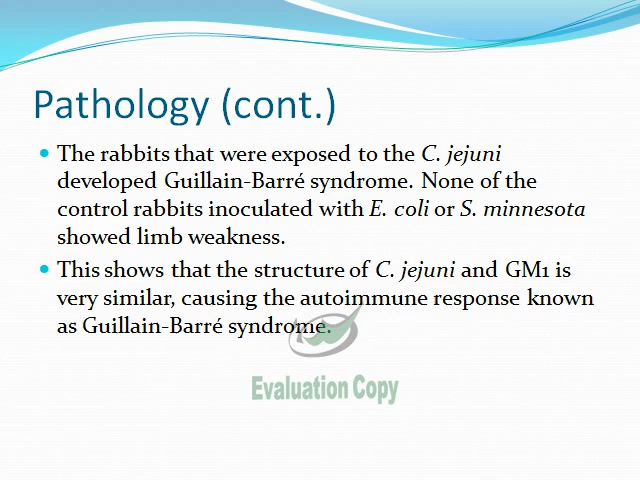 Pathology (cont.)
• The rabbits that were exposed to the C. jejuni
developed Guillain-Barré syndrome. None of the
control rabbits inoculated with E. coli or S. minnesota
showed limb weakness.
• This shows that the structure of C. jejuni and GM1 is
very similar, causing the autoimmune response known
as Guillain-Barré syndrome.
Evaluation Copy